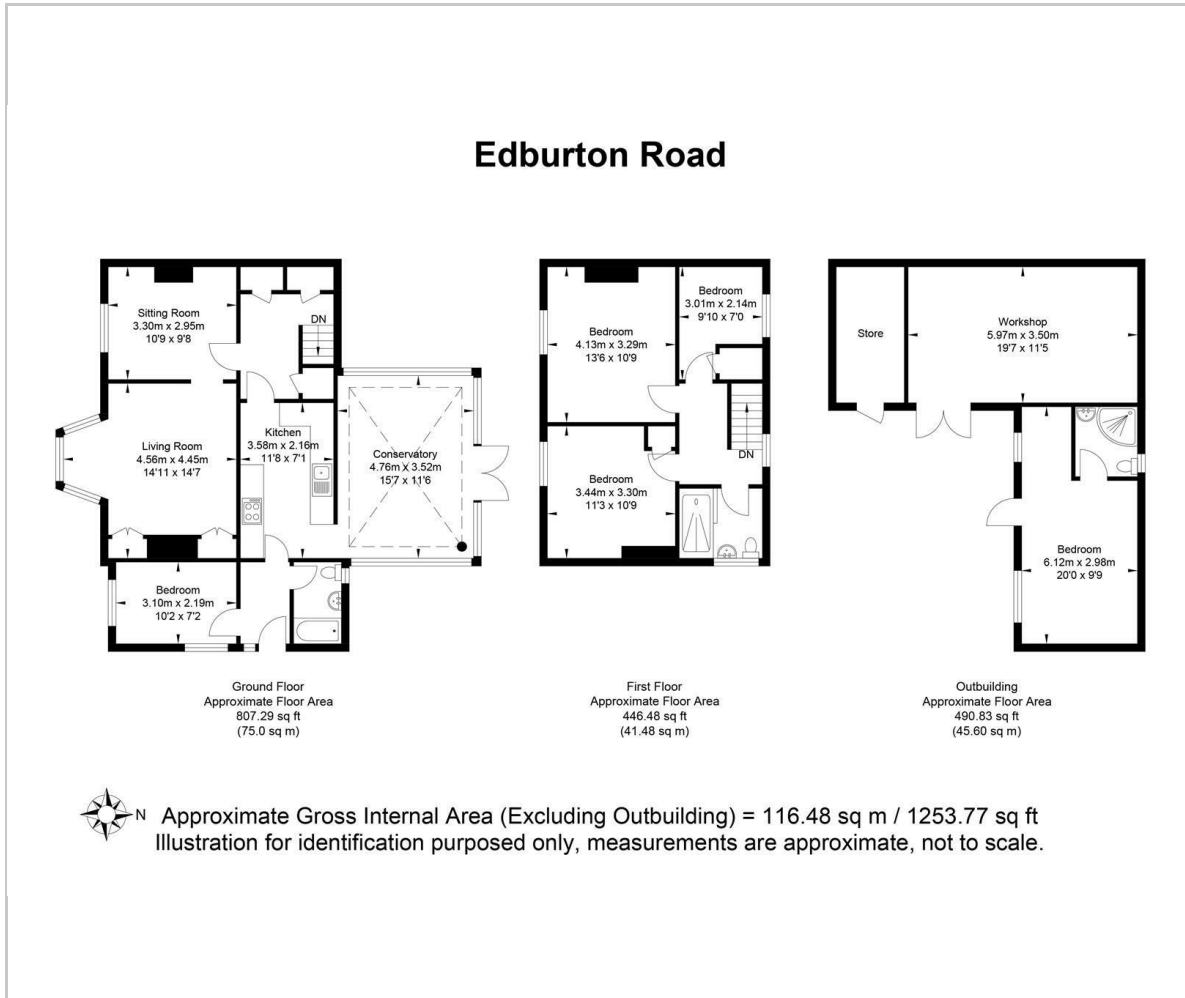 Edburton Road
Sitting Room
3.30m x 2.95m
10'9 x 9'8
DN
Living Room
4.56m x 4.45m
14'11 x 14'7
Kitchen
3.58m x 2.16m
11'8 x 7'1
Conservatory
4.76m x 3.52m
15'7 x 11'6
Bedroom
3.10m x 2.19m
10'2 x 7'2
Ground Floor
Approximate Floor Area
807.29 sq ft
(75.0 sq m)
Bedroom
4.13m x 3.29m
13'6 x 10'9
Bedroom
3.01m x 2.14m
9'10 x 7'0
Bedroom
3.44m x 3.30m
11'3 x 10'9
DN
First Floor
Approximate Floor Area
446.48 sq ft
(41.48 sq m)
Store
Workshop
5.97m x 3.50m
19'7 x 11'5
Bedroom
6.12m x 2.98m
20'0 x 9'9
Outbuilding
Approximate Floor Area
490.83 sq ft
(45.60 sq m)
N
Approximate Gross Internal Area (Excluding Outbuilding) = 116.48 sq m / 1253.77 sq ft
Illustration for identification purposed only, measurements are approximate, not to scale.